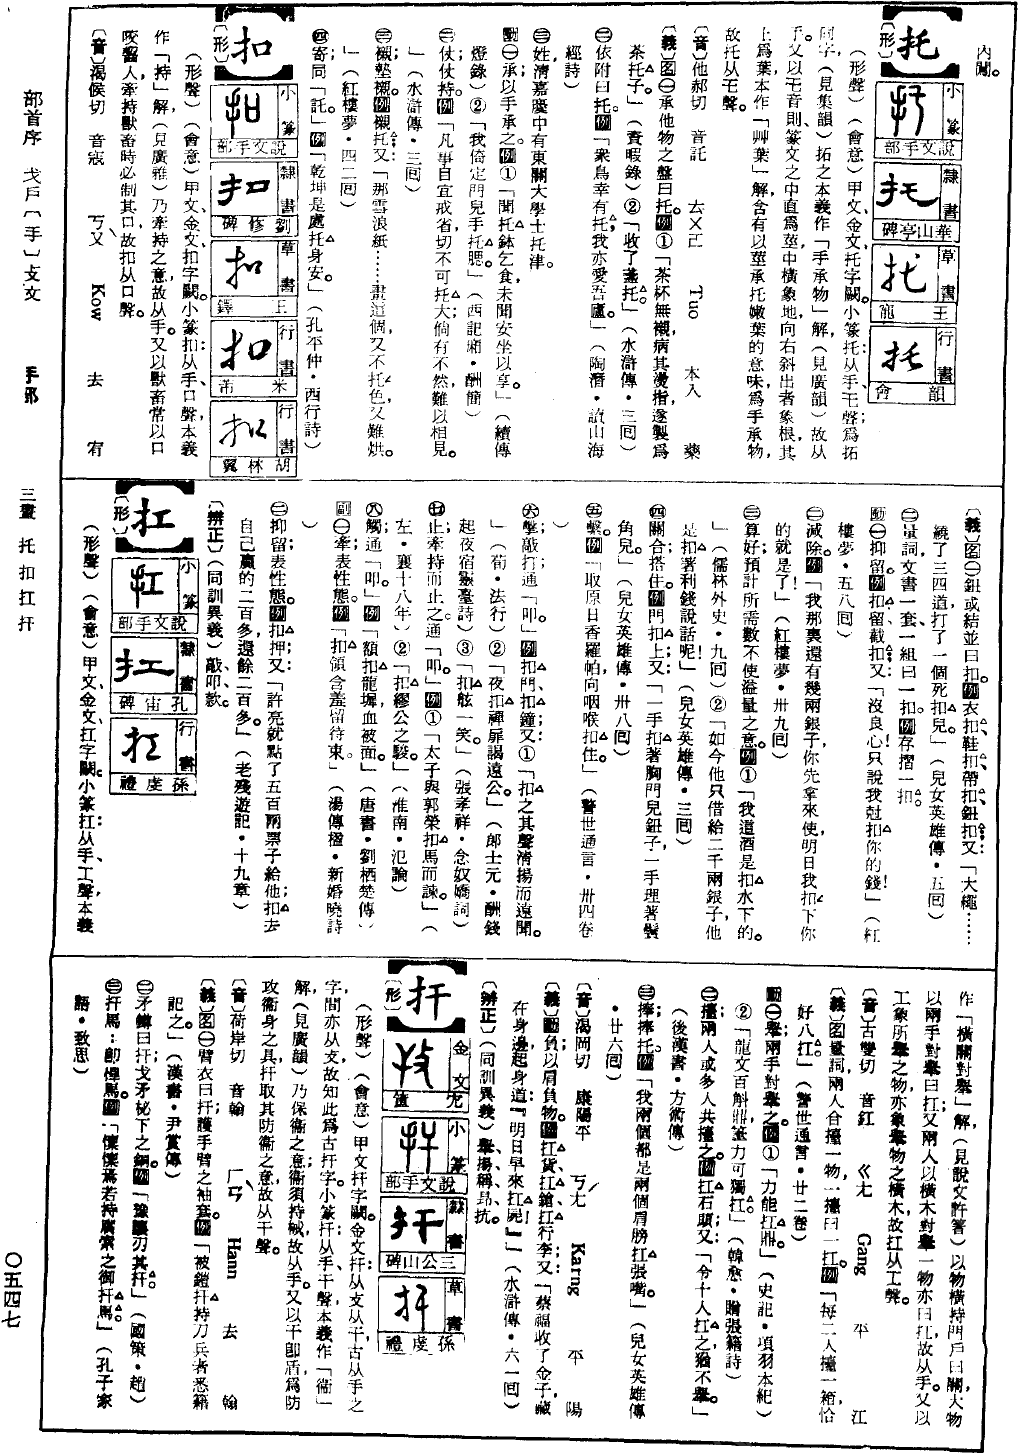 內閣。
托
〔形〕
小篆 說文手部
隸書 華山亭碑
草書 王寵
行書 韻會
（形聲）（會意）甲文、金文托字闕。小篆托：从手、乇聲；為拓
同字（見集韻）拓之本義作「手承物」解（見廣韻）故从
手。又以乇音則，篆文之中直為莖中橫象地，向右斜出者象根，其
上為葉；本作「艸葉」解，含有以莖承托嫩葉的意味，為手承物，
故托从乇聲。
〔音〕他郝切 音託 ㄊㄨㄛ Tuo 本入 藥
〔義〕名㊀承他物之盤曰托。例①「茶杯無襯，病其燙指，遂製為
茶托子。」（資暇錄）②「收了盞托。」（水滸傳・三回）
㊁依附曰托。例「衆鳥幸有托，我亦愛吾廬。」（陶潛・讀山海
經詩）
㊂姓，清嘉慶中有東閣大學士托津。
動㊀承；以手承之。例①「聞托鉢乞食，未聞安坐以享。」（續傳
燈錄）②「我倚定門兒手托腮。」（西記廂・酬簡）
㊁仗；仗持。例「凡事自宜戒省，切不可托大；倘有不然，難以相見。
」（水滸傳・三回）
㊂襯；墊襯。例襯托；又：「那雪浪紙……畫這個，又不托色，又難烘。
」（紅樓夢・四二回）
㊃寄；同「託」。例「乾坤是處托身安。」（孔平仲・西行詩）
扣
〔形〕
小篆 說文手部
隸書 劉修碑
草書 王鐸
行書 米芾
行書 胡林翼
（形聲）（會意）甲文、金文、扣字闕。小篆扣：从手、口聲，本義
作「持」解（見廣雅）乃牽持之意，故从手。又以獸畜常以口
咬齧人，牽持獸畜時必制其口，故扣从口聲。
〔音〕渴候切 音寇 ㄎㄡˋ Kow 去 宥
〔義〕名㊀鈕或結並曰扣。例衣扣、鞋扣、帶扣、鈕扣；又：「大繩……
繞了三四道，打了一個死扣兒。」（兒女英雄傳・五回）
㊁量詞，文書一套、一組曰一扣。例存摺一扣。
動㊀抑留。例扣留、截扣；又：「沒良心！只說我尅扣你的錢！」（紅
樓夢・五八回）
㊁減除。例「我那裏還有幾兩銀子，你先拿來使，明日我扣下你
的就是了！」（紅樓夢・卅九回）
㊂算好；預計所需數不使溢量之意。例①「我道酒是扣水下的。
」（儒林外史・九回）②「如今他只借給二千兩銀子，他
是扣著利錢說話呢！」（兒女英雄傳・三回）
㊃關合；搭住。例門扣上；又：「一手扣著胸門兒鈕子，一手理著鬢
角兒。」（兒女英雄傳・卅八回）
㊄繫。例「取原日香羅帕，向咽喉扣住。」（警世通言・卅四卷
）
㊅擊；敲打；通「叩」。例扣門、扣鐘；又：①「扣之其聲清揚而遠聞。
」（荀・法行）②「夜扣禪扉謁遠公。」（郎士元・酬錢
起夜宿靈臺詩）③「扣舷一笑。」（張孝祥・念奴嬌詞）
㊆止；牽持而止之。通「叩」。例①「太子與郭榮扣馬而諫。」（
左・襄十八年）②「扣繆公之驂。」（淮南・氾論）
㊇觸；通「叩」。例「額扣龍墀，血被面。」（唐書・劉栖楚傳）
副㊀牽；表性態。例「扣領含羞留待束。」（湯傳楹・新婚曉詩
）
㊁抑留；表性態。例扣押；又：「許亮就點了五百兩票子給他；扣去
自己贏的二百多，還餘二百多。」（老殘遊記・十九章）
〔辨正〕（同訓異義）敲、叩、款。
扛
〔形〕
小篆 說文手部
隸書 孔宙碑
行書 孫虔禮
（形聲）（會意）甲文、金文、扛字闕。小篆扛：从手、工聲，本義
作「橫關對擧」解，（見說文許箸）以物橫持門戶曰關，大物
以兩手對擧曰扛；又兩人以橫木對擧一物亦曰扛，故从手。又以
工象所擧之物，亦象擧物之橫木，故扛从工聲。
〔音〕古雙切 音釭 ㄍㄤ Gang 平 江
〔義〕名量詞，兩人合擡一物，一擡曰一扛。例「每二人擡一箱，恰
好八扛。」（警世通言・廿二卷）
動㊀擧；兩手對擧之。例①「力能扛鼎。」（史記・項羽本紀）
②「龍文百斛鼎，筆力可獨扛。」（韓愈・贈張籍詩）
㊁擡；兩人或多人共擡之。例扛石頭；又：「令十人扛之，猶不擧。」
（後漢書・方術傳）
㊂捧；捧托。例「我兩個都是兩個肩膀扛張嘴。」（兒女英雄傳
・廿六回）
〔音〕渴岡切 康陽平 ㄎㄤˊ Karng 平 陽
〔義〕動負；以肩負物。例扛貨、扛鎗、扛行李；又：「蔡福收了金子，藏
在身邊，起身道：『明日早來扛屍』」（水滸傳・六一回）
〔辨正〕（同訓異義）擧、揚、稱、昻、抗。
扞
〔形〕
金文 尢𣪘
小篆 說文手部
隸書 三公山碑
草書 孫虔禮
（形聲）（會意）甲文扞字闕。金文扞：从攴从干，古从手之
字，間亦从攴，故知此為古扞字。小篆扞：从手、干聲，本義作「衞」
解（見廣韻）乃保衞之意；衞須持械，故从手。又以干卽盾，為防
攻衞身之具，扞取其防衞之意，故从干聲。
〔音〕荷岸切 音翰 ㄏㄢˋ Hann 去 翰
〔義〕名㊀臂衣曰扞；護手臂之袖套。例「被鎧扞、持刀兵者，悉籍
記之。」（漢書・尹賞傳）
㊁矛鐏曰扞；戈矛柲下之銅。例「豫讓刃其扞。」（國策・趙）
㊂扞馬：卽悍馬。例「懍懍焉若持腐索之御扞馬。」（孔子家
語・致思）
部首序 戈戶〔手〕攴文 手部 三畫 托扣扛扞 〇五四七